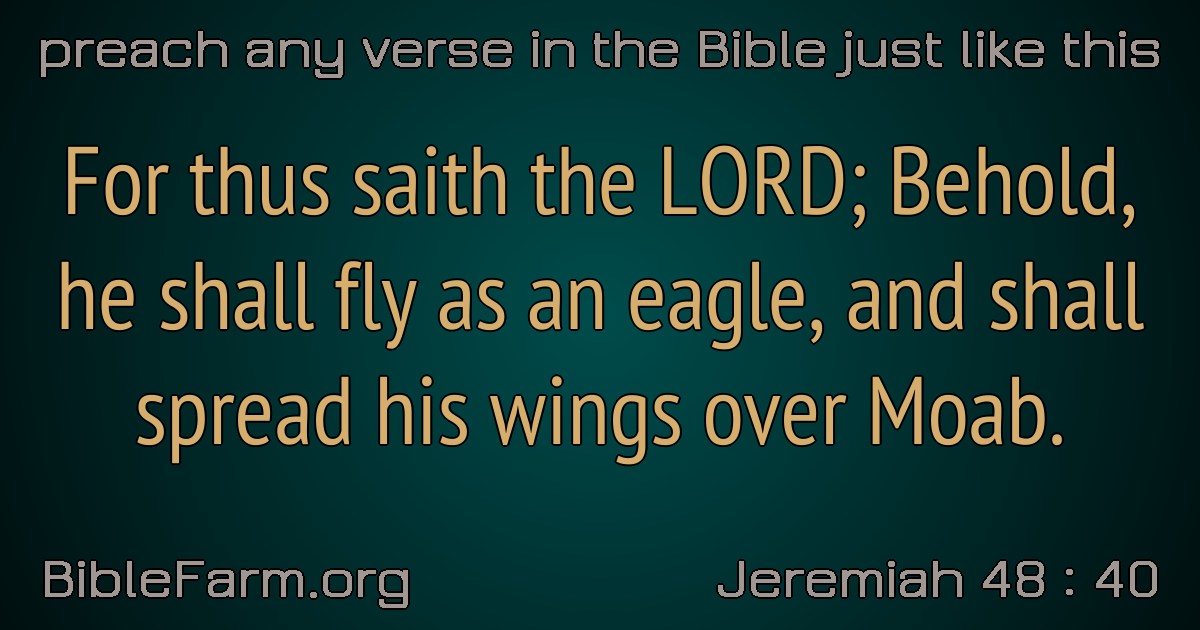 preach any verse in the Bible just like this
For thus saith the LORD; Behold,
he shall fly as an eagle, and shall
spread his wings over Moab.
BibleFarm.org
Jeremiah 48 : 40